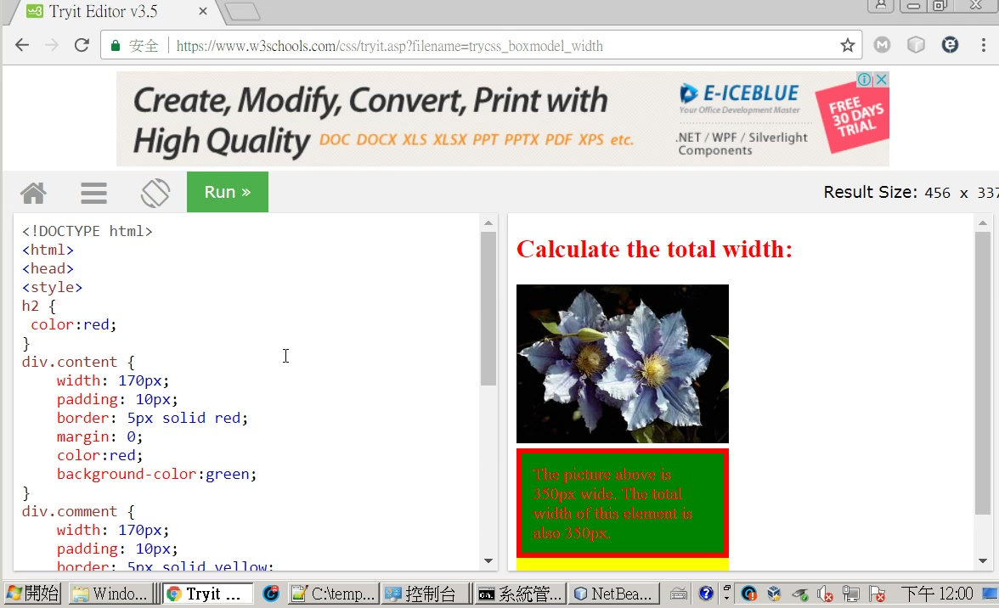 Tryit Editor v3.5
安全 https://www.w3schools.com/css/tryit.asp?filename=trycss_boxmodel_width
Create, Modify, Convert, Print with
High Quality DOC DOCX XLS XLSX PPT PPTX PDF XPS etc.
E-ICEBLUE
Your Office Development Master
.NET / WPF / Silverlight
Components
FREE
30 DAYS
TRIAL
Run »
Result Size: 456 x 337
<!DOCTYPE html>
<html>
<head>
<style>
h2 {
color:red;
}
div.content {
width: 170px;
padding: 10px;
border: 5px solid red;
margin: 0;
color:red;
background-color:green;
}
div.comment {
width: 170px;
padding: 10px;
border: 5px solid yellow;
Calculate the total width:
The picture above is
350px wide. The total
width of this element is
also 350px.
開始 Windo... Tryit ... C:\temp... 控制台 系統管... NetBea... 下午 12:00